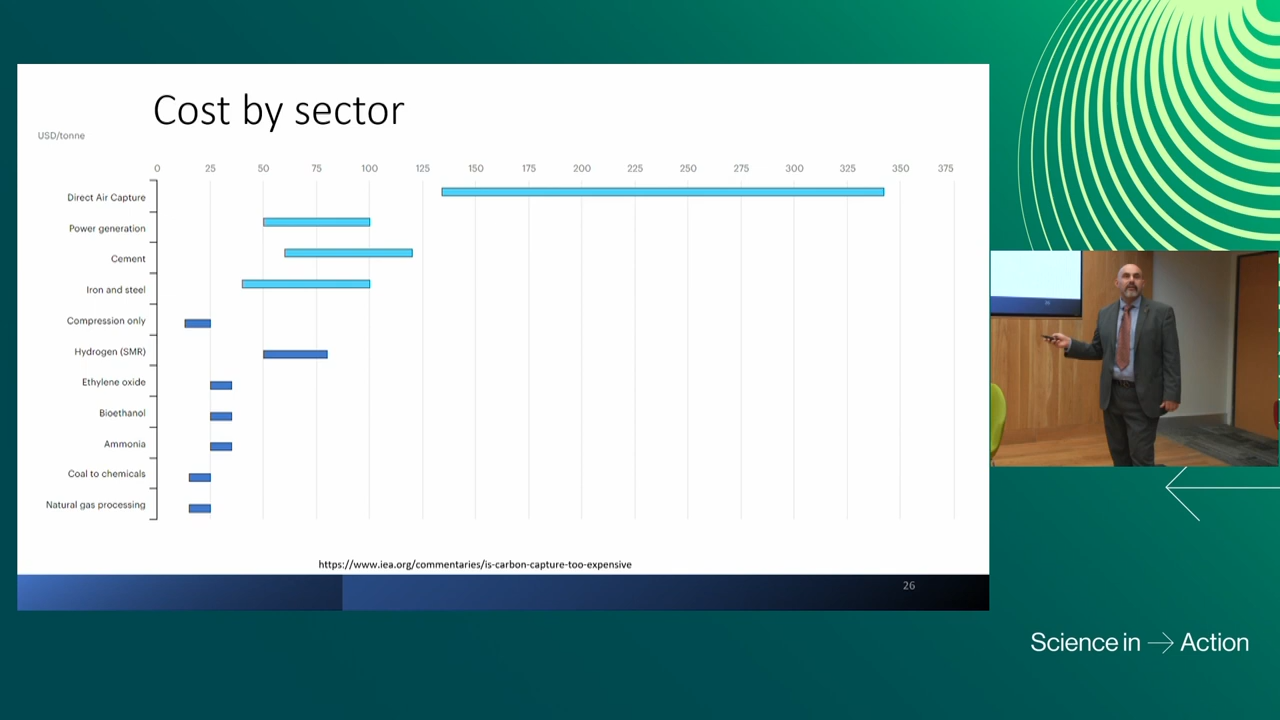 Cost by sector
USD/tonne
0 25 50 75 100 125 150 175 200 225 250 275 300 325 350 375
Direct Air Capture
Power generation
Cement
Iron and steel
Compression only
Hydrogen (SMR)
Ethylene oxide
Bioethanol
Ammonia
Coal to chemicals
Natural gas processing
https://www.iea.org/commentaries/is-carbon-capture-too-expensive
26
Science in → Action